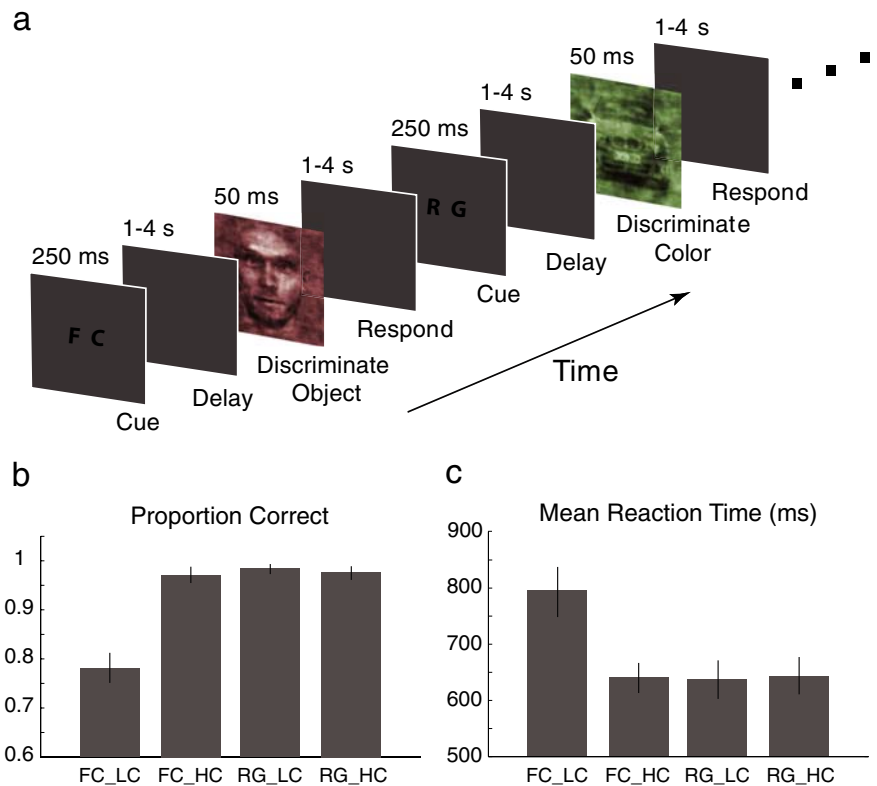 a
250 ms
F C
Cue
1-4 s
Delay
50 ms
Discriminate
Object
1-4 s
Respond
250 ms
R G
Cue
1-4 s
Delay
50 ms
Discriminate
Color
1-4 s
Respond
Time
b
Proportion Correct
1
0.9
0.8
0.7
0.6
FC_LC FC_HC RG_LC RG_HC
c
Mean Reaction Time (ms)
900
800
700
600
500
FC_LC FC_HC RG_LC RG_HC